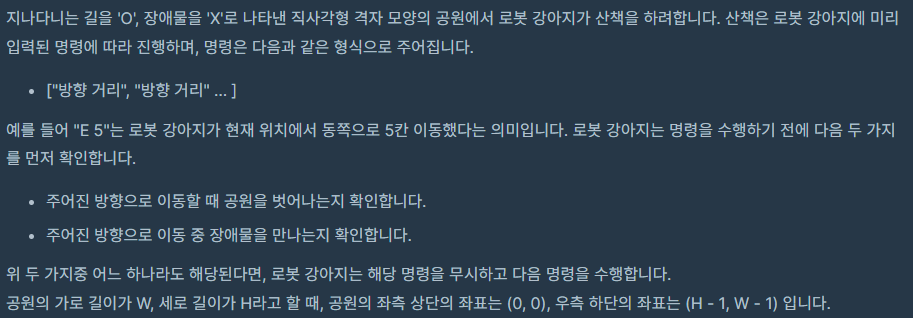 지나다니는 길을 'O', 장애물을 'X'로 나타낸 직사각형 격자 모양의 공원에서 로봇 강아지가 산책을 하려합니다. 산책은 로봇 강아지에 미리
입력된 명령에 따라 진행하며, 명령은 다음과 같은 형식으로 주어집니다.
• ["방향 거리", "방향 거리" … ]
예를 들어 "E 5"는 로봇 강아지가 현재 위치에서 동쪽으로 5칸 이동했다는 의미입니다. 로봇 강아지는 명령을 수행하기 전에 다음 두 가지
를 먼저 확인합니다.
• 주어진 방향으로 이동할 때 공원을 벗어나는지 확인합니다.
• 주어진 방향으로 이동 중 장애물을 만나는지 확인합니다.
위 두 가지중 어느 하나라도 해당된다면, 로봇 강아지는 해당 명령을 무시하고 다음 명령을 수행합니다.
공원의 가로 길이가 W, 세로 길이가 H라고 할 때, 공원의 좌측 상단의 좌표는 (0, 0), 우측 하단의 좌표는 (H - 1, W - 1) 입니다.